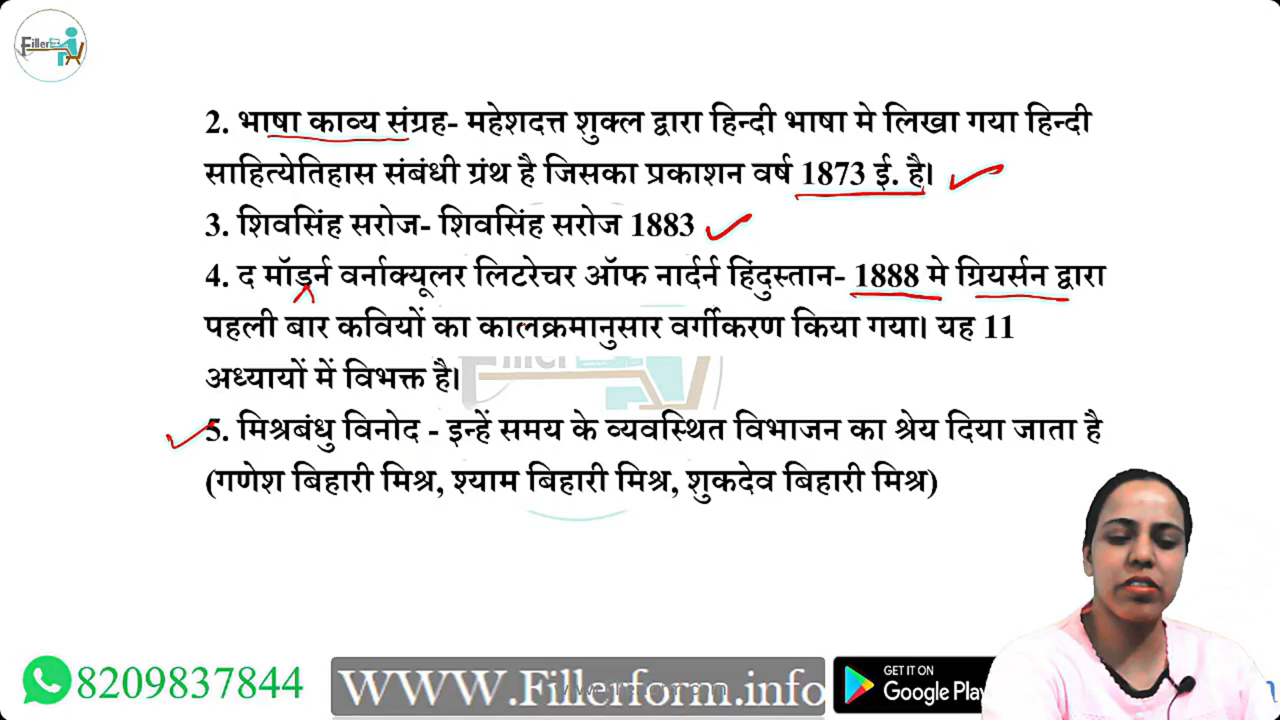 Filler
2. भाषा काव्य संग्रह- महेशदत्त शुक्ल द्वारा हिन्दी भाषा मे लिखा गया हिन्दी
साहित्येतिहास संबंधी ग्रंथ है जिसका प्रकाशन वर्ष 1873 ई. है।
3. शिवसिंह सरोज- शिवसिंह सरोज 1883
4. द मॉडर्न वर्नाक्यूलर लिटरेचर ऑफ नार्दर्न हिंदुस्तान- 1888 मे ग्रियर्सन द्वारा
पहली बार कवियों का कालक्रमानुसार वर्गीकरण किया गया। यह 11
अध्यायों में विभक्त है।
5. मिश्रबंधु विनोद - इन्हें समय के व्यवस्थित विभाजन का श्रेय दिया जाता है
(गणेश बिहारी मिश्र, श्याम बिहारी मिश्र, शुकदेव बिहारी मिश्र)
8209837844
WWW.Fillerform.info
GET IT ON
Google Play